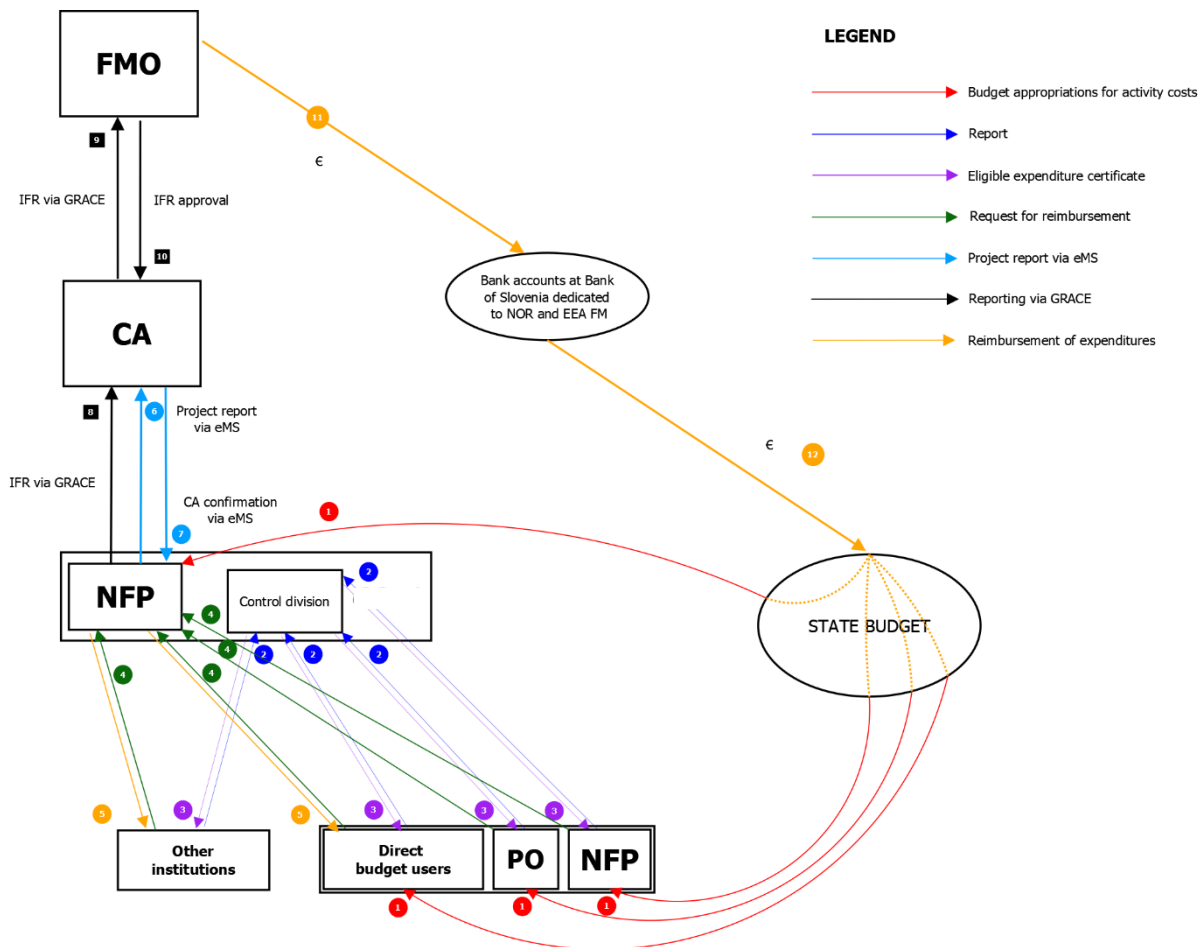 FMO
LEGEND
Budget appropriations for activity costs
Report
Eligible expenditure certificate
Request for reimbursement
Project report via eMS
Reporting via GRACE
Reimbursement of expenditures
11
€
9
IFR via GRACE
IFR approval
10
Bank accounts at Bank
of Slovenia dedicated
to NOR and EEA FM
CA
8
6
Project report
via eMS
€
12
IFR via GRACE
CA confirmation
via eMS
7
1
NFP
Control division
2
STATE BUDGET
4
4
4
4
2
2
2
5
3
5
3
3
3
Other
institutions
Direct
budget users
PO
NFP
1
1
1